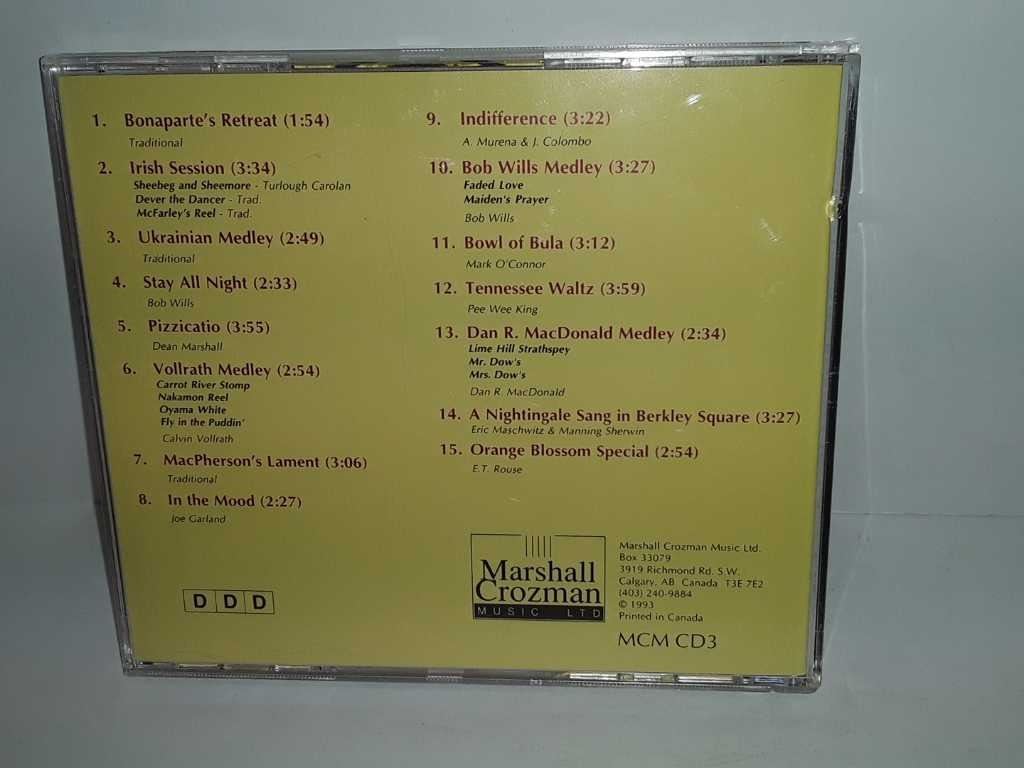 1. Bonaparte's Retreat (1:54)
Traditional
2. Irish Session (3:34)
Sheebeg and Sheemore - Turlough Carolan
Dever the Dancer - Trad.
McFarley's Reel - Trad.
3. Ukrainian Medley (2:49)
Traditional
4. Stay All Night (2:33)
Bob Wills
5. Pizzicatio (3:55)
Dean Marshall
6. Vollrath Medley (2:54)
Carrot River Stomp
Nakamon Reel
Oyama White
Fly in the Puddin'
Calvin Vollrath
7. MacPherson's Lament (3:06)
Traditional
8. In the Mood (2:27)
Joe Garland
9. Indifference (3:22)
A. Murena & J. Colombo
10. Bob Wills Medley (3:27)
Faded Love
Maiden's Prayer
Bob Wills
11. Bowl of Bula (3:12)
Mark O'Connor
12. Tennessee Waltz (3:59)
Pee Wee King
13. Dan R. MacDonald Medley (2:34)
Lime Hill Strathspey
Mr. Dow's
Mrs. Dow's
Dan R. MacDonald
14. A Nightingale Sang in Berkley Square (3:27)
Eric Maschwitz & Manning Sherwin
15. Orange Blossom Special (2:54)
E.T. Rouse
DDD
Marshall
Crozman
MUSIC LTD
Marshall Crozman Music Ltd.
Box 33079
3919 Richmond Rd. S.W.
Calgary, AB Canada T3E 7E2
(403) 240-9884
© 1993
Printed in Canada
MCM CD3